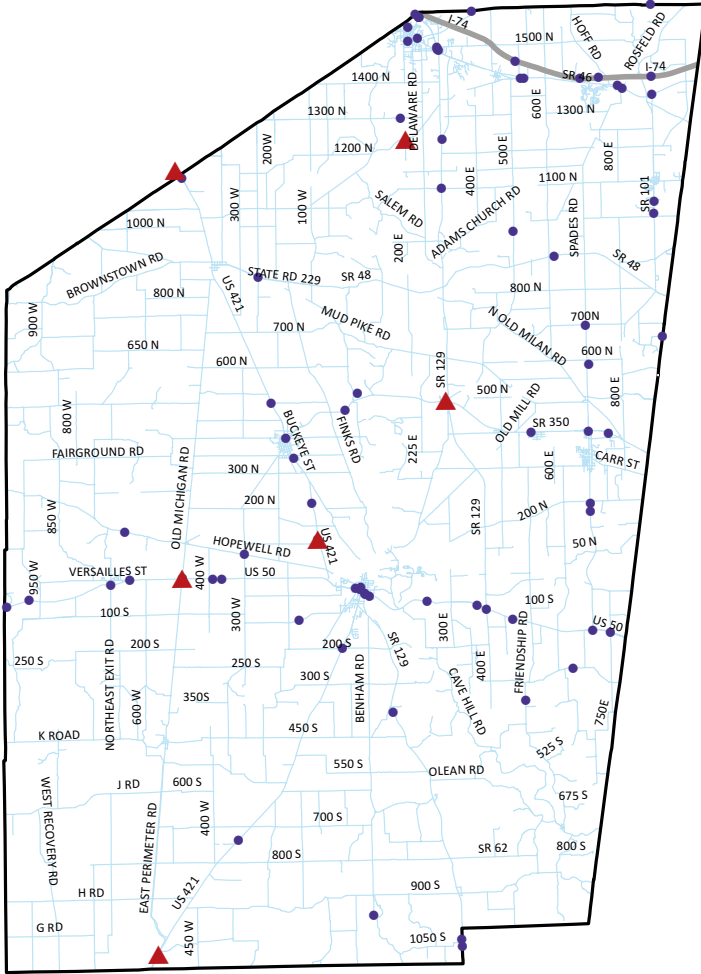 I-74
1500 N
HOFF RD
ROSFELD RD
I-74
SR 46
1400 N
DELAWARE RD
600 E
1300 N
1300 N
1200 N
200W
500 E
800 E
400 E
1100 N
SR 101
300 W
100 W
SALEM RD
ADAMS CHURCH RD
SPADES RD
1000 N
200 E
BROWNSTOWN RD
STATE RD 229
SR 48
SR 48
US 421
800 N
800 N
900 W
700 N
MUD PIKE RD
N OLD MILAN RD
700N
650 N
600 N
600 N
SR 129
500 N
800 E
800 W
BUCKEYE ST
FINKS RD
OLD MILL RD
SR 350
225 E
FAIRGROUND RD
OLD MICHIGAN RD
300 N
600 E
CARR ST
850 W
200 N
SR 129
200 N
HOPEWELL RD
US 421
50 N
950 W
VERSAILLES ST
400 W
US 50
100 S
300 W
100 S
300 E
FRIENDSHIP RD
US 50
200 S
200 S
SR 129
250 S
NORTHEAST EXIT RD
250 S
300 S
BENHAM RD
400 E
CAVE HILL RD
600 W
350S
750E
K ROAD
450 S
525 S
550 S
OLEAN RD
J RD
600 S
675 S
WEST RECOVERY RD
EAST PERIMETER RD
400 W
700 S
800 S
SR 62
800 S
H RD
US 421
900 S
G RD
450 W
1050 S